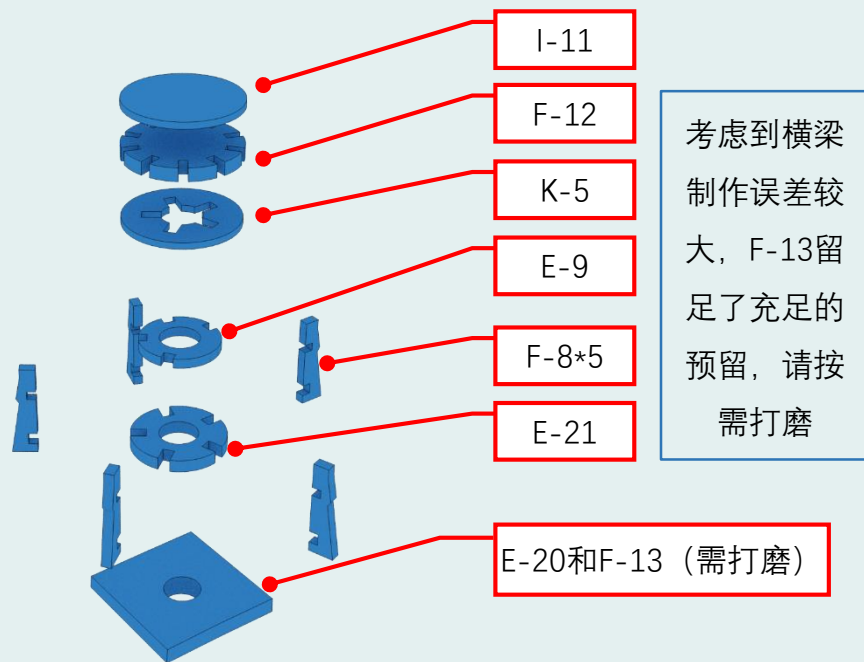 I-11
F-12
K-5
E-9
F-8*5
E-21
E-20和F-13（需打磨）
考虑到横梁
制作误差较
大，F-13留
足了充足的
预留，请按
需打磨